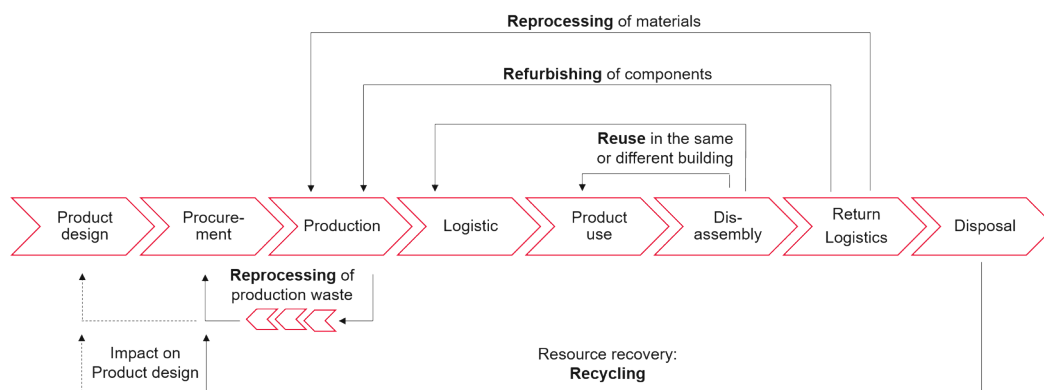 Reprocessing of materials
Refurbishing of components
Reuse in the same
or different building
Product
design
Procure-
ment
Production
Logistic
Product
use
Dis-
assembly
Return
Logistics
Disposal
Reprocessing of
production waste
Impact on
Product design
Resource recovery:
Recycling